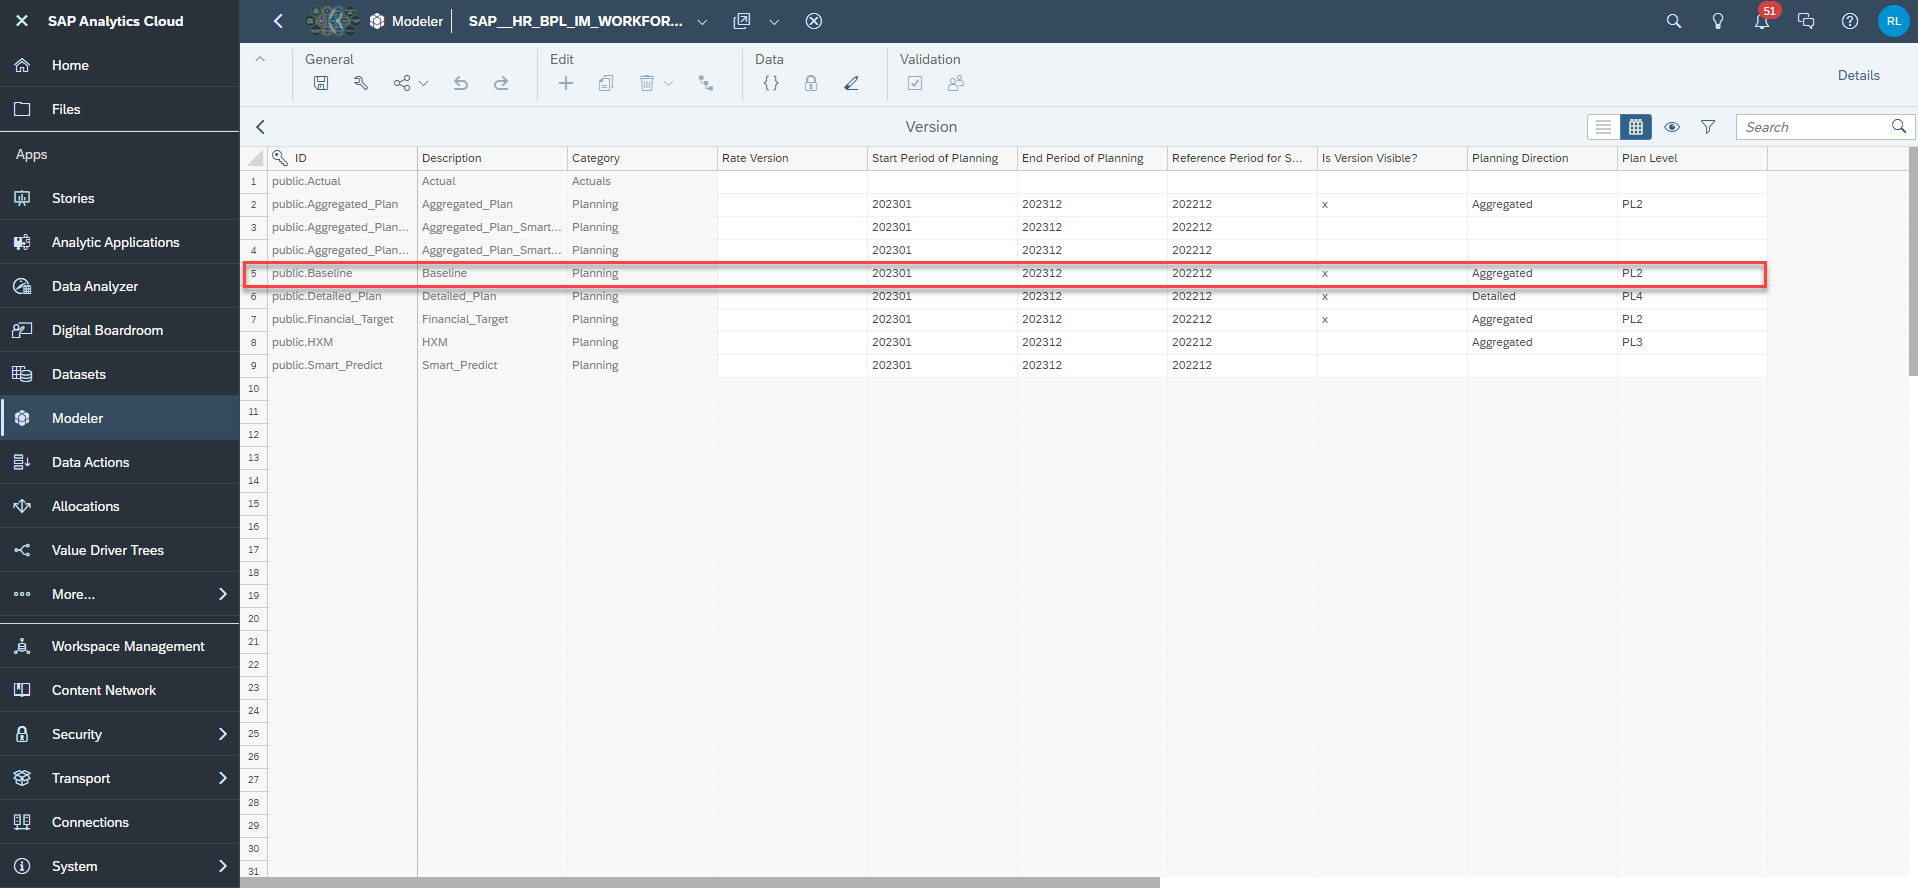 SAP Analytics Cloud
Home
Files
Apps
Stories
Analytic Applications
Data Analyzer
Digital Boardroom
Datasets
Modeler
Data Actions
Allocations
Value Driver Trees
More...
Workspace Management
Content Network
Security
Transport
Connections
System
Modeler SAP__HR_BPL_IM_WORKFOR... 51 RL
General Edit Data Validation
Details
Version
Search
ID Description Category Rate Version Start Period of Planning End Period of Planning Reference Period for S... Is Version Visible? Planning Direction Plan Level
1 public.Actual Actual Actuals
2 public.Aggregated_Plan Aggregated_Plan Planning 202301 202312 202212 x Aggregated PL2
3 public.Aggregated_Plan... Aggregated_Plan_Smart... Planning 202301 202312 202212
4 public.Aggregated_Plan... Aggregated_Plan_Smart... Planning 202301 202312 202212
5 public.Baseline Baseline Planning 202301 202312 202212 x Aggregated PL2
6 public.Detailed_Plan Detailed_Plan Planning 202301 202312 202212 x Detailed PL4
7 public.Financial_Target Financial_Target Planning 202301 202312 202212 x Aggregated PL2
8 public.HXM HXM Planning 202301 202312 202212 Aggregated PL3
9 public.Smart_Predict Smart_Predict Planning 202301 202312 202212
10
11
12
13
14
15
16
17
18
19
20
21
22
23
24
25
26
27
28
29
30
31